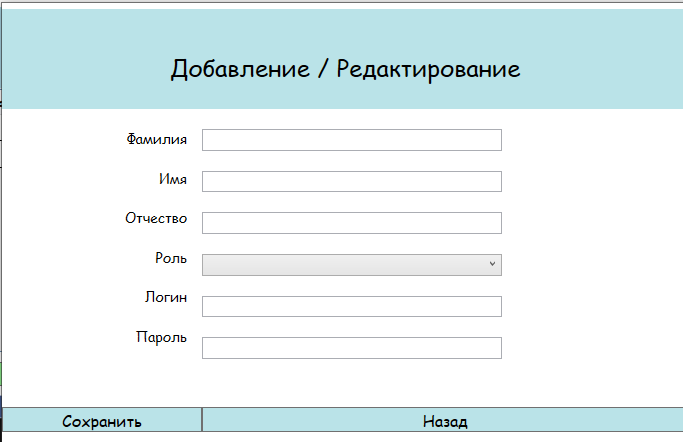 Добавление / Редактирование
Фамилия
Имя
Отчество
Роль
Логин
Пароль
Сохранить Назад